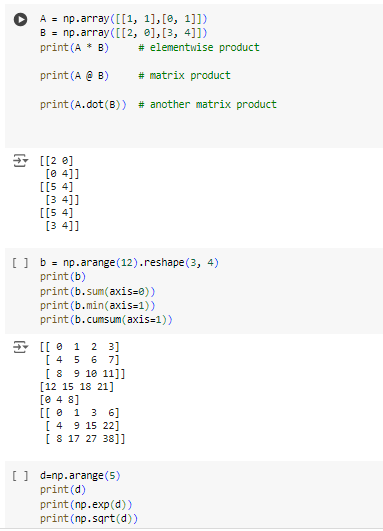 A = np.array([[1, 1],[0, 1]])
B = np.array([[2, 0],[3, 4]])
print(A * B)     # elementwise product
print(A @ B)     # matrix product
print(A.dot(B))  # another matrix product
[[2 0]
 [0 4]]
[[5 4]
 [3 4]]
[[5 4]
 [3 4]]
[ ] b = np.arange(12).reshape(3, 4)
print(b)
print(b.sum(axis=0))
print(b.min(axis=1))
print(b.cumsum(axis=1))
[[ 0  1  2  3]
 [ 4  5  6  7]
 [ 8  9 10 11]]
[12 15 18 21]
[0 4 8]
[[ 0  1  3  6]
 [ 4  9 15 22]
 [ 8 17 27 38]]
[ ] d=np.arange(5)
print(d)
print(np.exp(d))
print(np.sqrt(d))